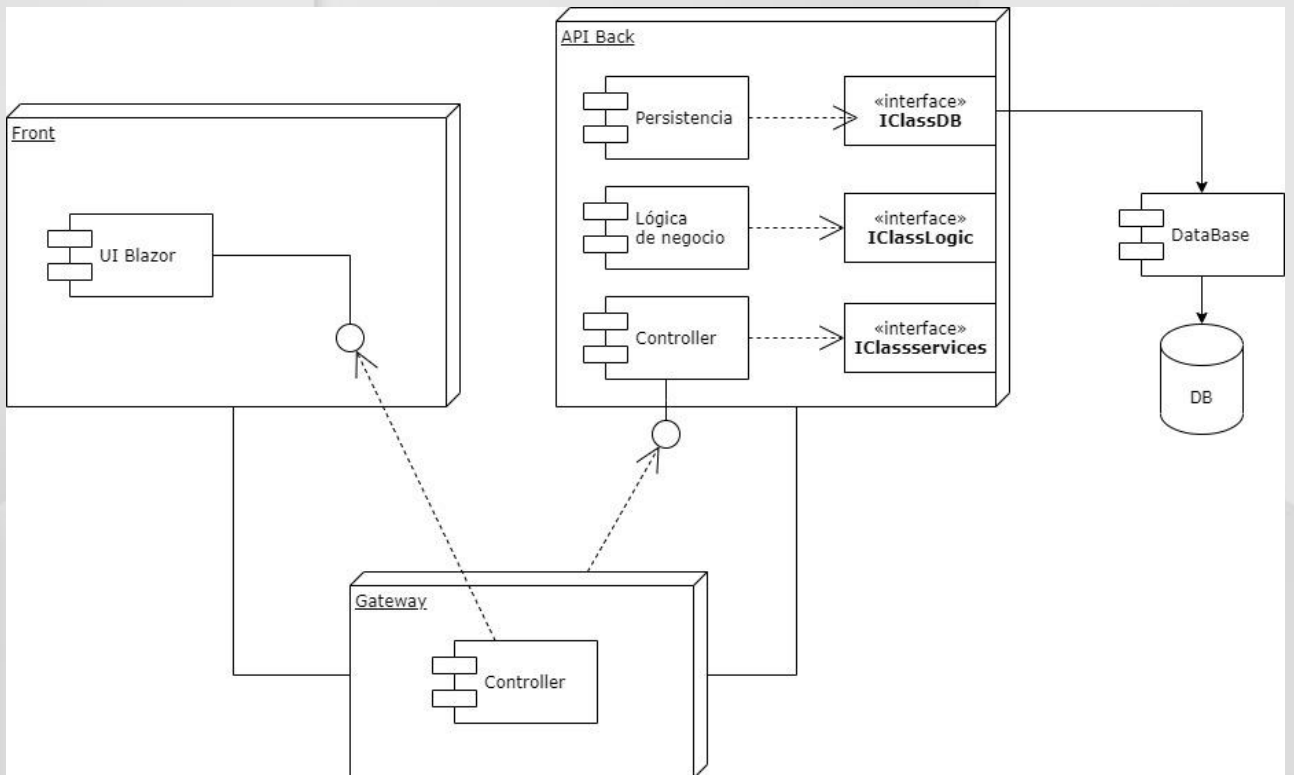 API Back
Persistencia
«interface»
IClassDB
Front
UI Blazor
Lógica
de negocio
«interface»
IClassLogic
DataBase
Controller
«interface»
IClassservices
DB
Gateway
Controller